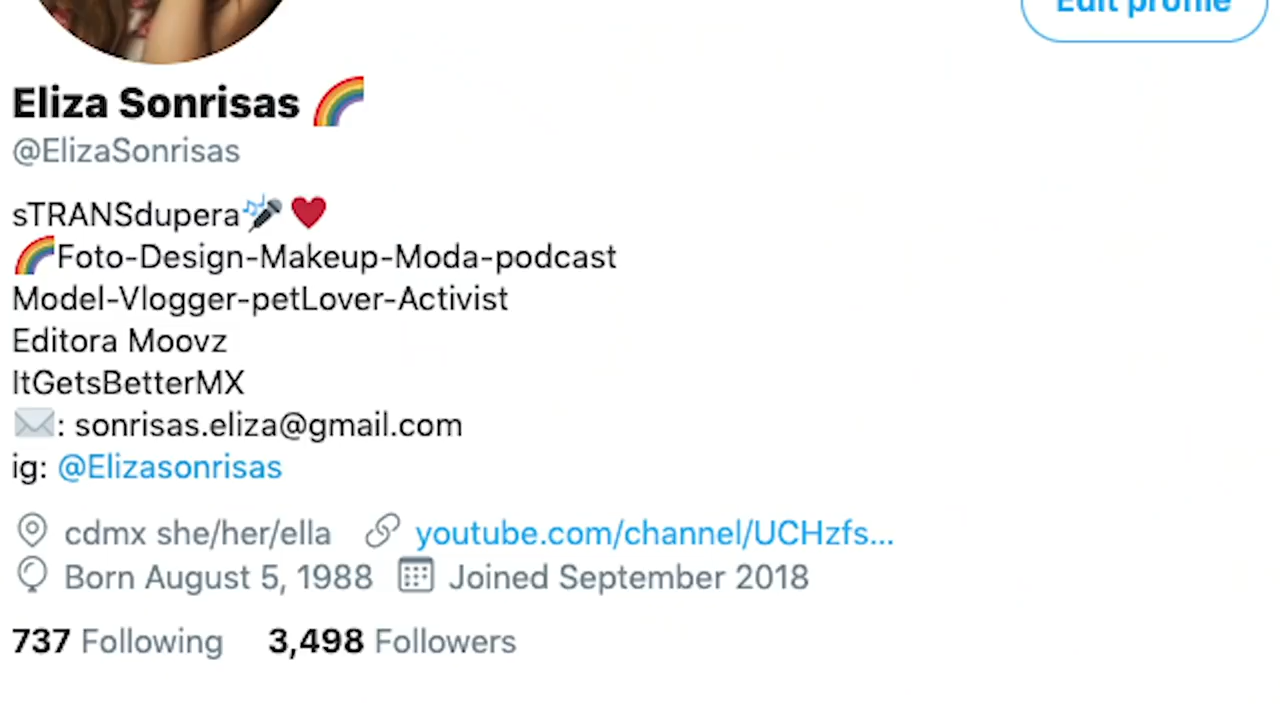 Edit profile
Eliza Sonrisas 🌈
@ElizaSonrisas
sTRANSdupera🎤❤️
🌈Foto-Design-Makeup-Moda-podcast
Model-Vlogger-petLover-Activist
Editora Moovz
ItGetsBetterMX
✉️: sonrisas.eliza@gmail.com
ig: @Elizasonrisas
cdmx she/her/ella youtube.com/channel/UCHzfs...
Born August 5, 1988 Joined September 2018
737 Following 3,498 Followers